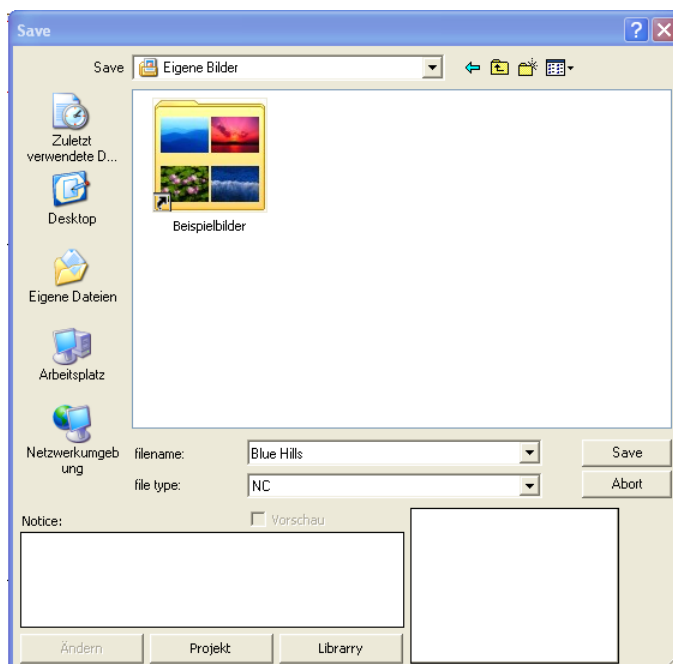 Save
Save
Eigene Bilder
Zuletzt
verwendete D...
Desktop
Eigene Dateien
Arbeitsplatz
Netzwerkumgeb
ung
Beispielbilder
filename:
Blue Hills
Save
file type:
NC
Abort
Notice:
Vorschau
Ändern
Projekt
Librarry